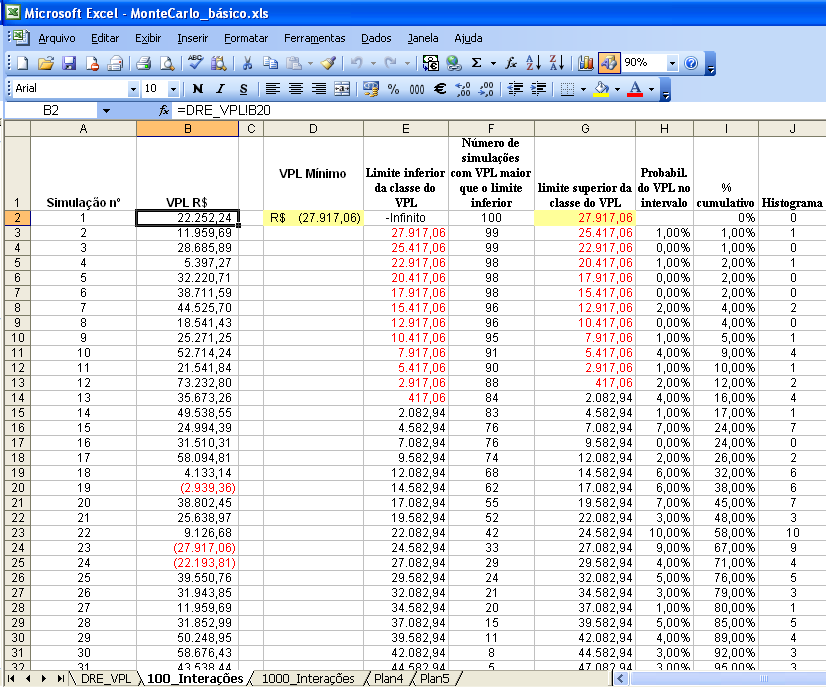 Microsoft Excel - MonteCarlo_básico.xls
Arquivo Editar Exibir Inserir Formatar Ferramentas Dados Janela Ajuda
90%
Arial 10 N I S % 000 €
B2 fx =DRE_VPL!B20
A B C D E F G H I J
1 Simulação nº VPL R$ VPL Mínimo Limite inferior da classe do VPL Número de simulações com VPL maior que o limite inferior limite superior da classe do VPL Probabil. do VPL no intervalo % cumulativo Histograma
2 1 22.252,24 R$ (27.917,06) -Infinito 100 27.917,06 0% 0
3 2 11.959,69 27.917,06 99 25.417,06 1,00% 1,00% 1
4 3 28.685,89 25.417,06 99 22.917,06 0,00% 1,00% 0
5 4 5.397,27 22.917,06 98 20.417,06 1,00% 2,00% 1
6 5 32.220,71 20.417,06 98 17.917,06 0,00% 2,00% 0
7 6 38.711,59 17.917,06 98 15.417,06 0,00% 2,00% 0
8 7 44.525,70 15.417,06 96 12.917,06 2,00% 4,00% 2
9 8 18.541,43 12.917,06 96 10.417,06 0,00% 4,00% 0
10 9 25.271,25 10.417,06 95 7.917,06 1,00% 5,00% 1
11 10 52.714,24 7.917,06 91 5.417,06 4,00% 9,00% 4
12 11 21.541,84 5.417,06 90 2.917,06 1,00% 10,00% 1
13 12 73.232,80 2.917,06 88 417,06 2,00% 12,00% 2
14 13 35.673,26 417,06 84 2.082,94 4,00% 16,00% 4
15 14 49.538,55 2.082,94 83 4.582,94 1,00% 17,00% 1
16 15 24.994,39 4.582,94 76 7.082,94 7,00% 24,00% 7
17 16 31.510,31 7.082,94 76 9.582,94 0,00% 24,00% 0
18 17 58.094,81 9.582,94 74 12.082,94 2,00% 26,00% 2
19 18 4.133,14 12.082,94 68 14.582,94 6,00% 32,00% 6
20 19 (2.939,36) 14.582,94 62 17.082,94 6,00% 38,00% 6
21 20 38.802,45 17.082,94 55 19.582,94 7,00% 45,00% 7
22 21 25.638,97 19.582,94 52 22.082,94 3,00% 48,00% 3
23 22 9.126,68 22.082,94 42 24.582,94 10,00% 58,00% 10
24 23 (27.917,06) 24.582,94 33 27.082,94 9,00% 67,00% 9
25 24 (22.193,81) 27.082,94 29 29.582,94 4,00% 71,00% 4
26 25 39.550,76 29.582,94 24 32.082,94 5,00% 76,00% 5
27 26 31.943,85 32.082,94 21 34.582,94 3,00% 79,00% 3
28 27 11.959,69 34.582,94 20 37.082,94 1,00% 80,00% 1
29 28 31.852,99 37.082,94 15 39.582,94 5,00% 85,00% 5
30 29 50.248,95 39.582,94 11 42.082,94 4,00% 89,00% 4
31 30 58.676,43 42.082,94 8 44.582,94 3,00% 92,00% 3
32 31 43.538,44 44.582,94 5 47.082,94 3,00% 95,00% 3
DRE_VPL 100_Interações 1000_Interações Plan4 Plan5